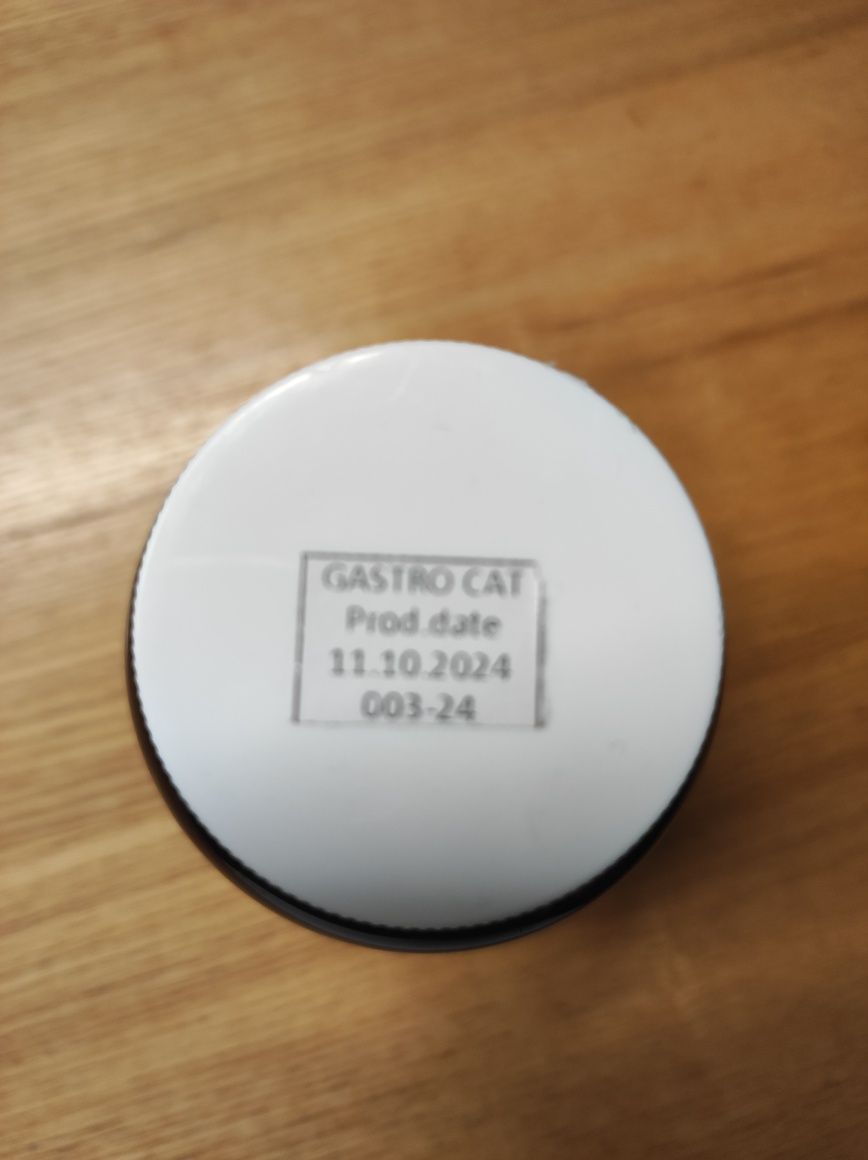 GASTRO CAT
Prod.date
11.10.2024
003-24